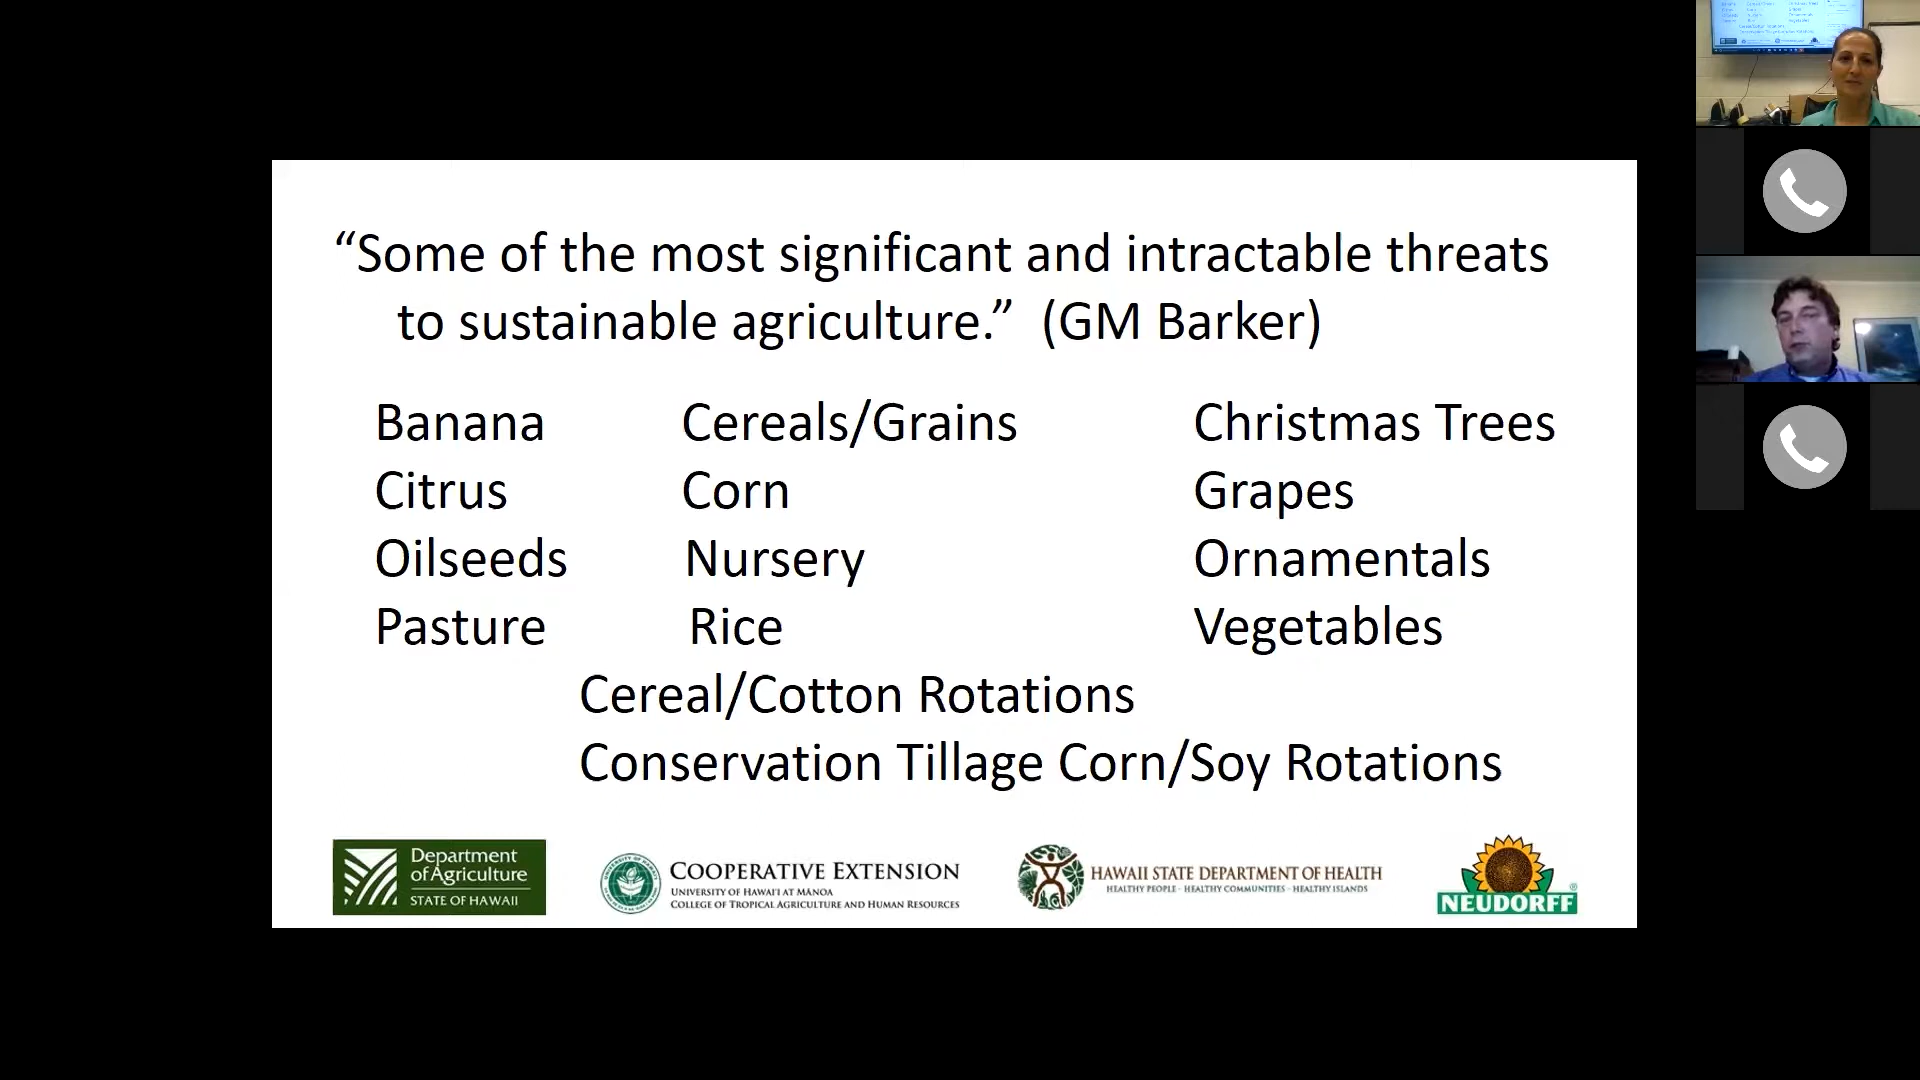 “Some of the most significant and intractable threats
to sustainable agriculture.” (GM Barker)
Banana Cereals/Grains Christmas Trees
Citrus Corn Grapes
Oilseeds Nursery Ornamentals
Pasture Rice Vegetables
Cereal/Cotton Rotations
Conservation Tillage Corn/Soy Rotations
Department
of Agriculture
STATE OF HAWAII
COOPERATIVE EXTENSION
UNIVERSITY OF HAWAI‘I AT MĀNOA
COLLEGE OF TROPICAL AGRICULTURE AND HUMAN RESOURCES
HAWAII STATE DEPARTMENT OF HEALTH
HEALTHY PEOPLE · HEALTHY COMMUNITIES · HEALTHY ISLANDS
NEUDORFF®